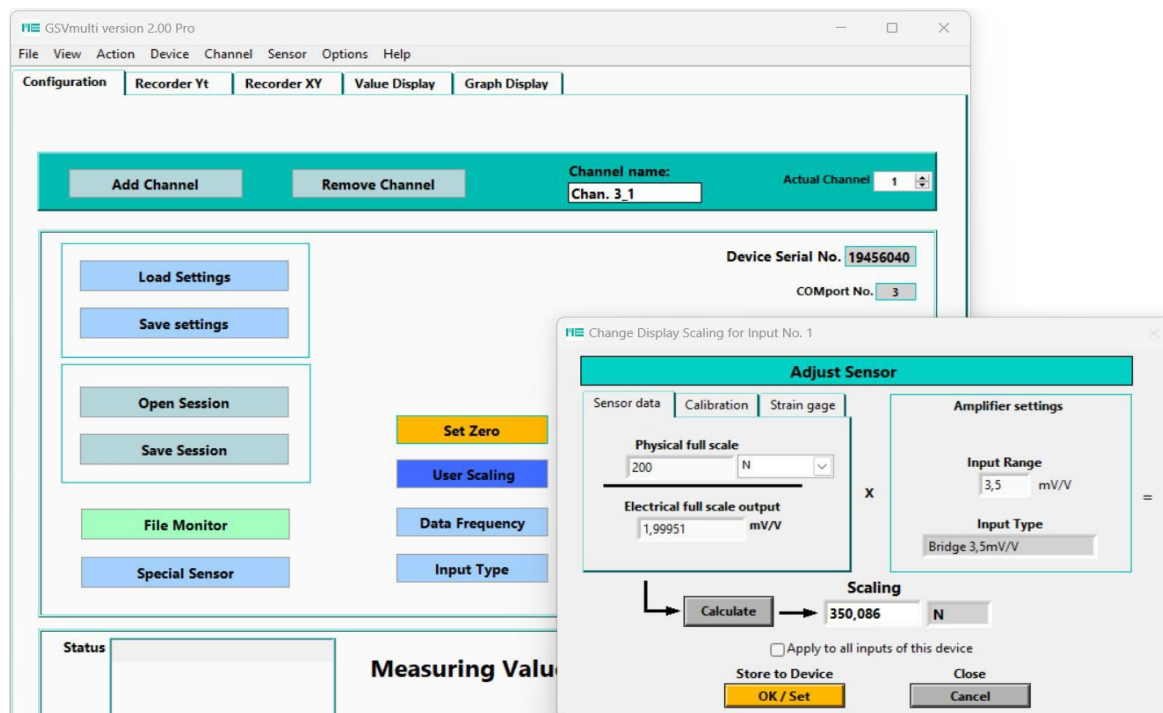 ME GSVmulti version 2.00 Pro
File View Action Device Channel Sensor Options Help
Configuration Recorder Yt Recorder XY Value Display Graph Display
Add Channel Remove Channel Channel name: Actual Channel 1
Chan. 3_1
Load Settings
Save settings
Device Serial No. 19456040
COMport No. 3
Open Session
Save Session
File Monitor
Special Sensor
Set Zero
User Scaling
Data Frequency
Input Type
Status
Measuring Valu
ME Change Display Scaling for Input No. 1
Adjust Sensor
Sensor data Calibration Strain gage
Physical full scale
200 N
Electrical full scale output
1,99951 mV/V
x
Amplifier settings
Input Range
3,5 mV/V
Input Type
Bridge 3,5mV/V
=
Scaling
Calculate 350,086 N
Apply to all inputs of this device
Store to Device Close
OK / Set Cancel